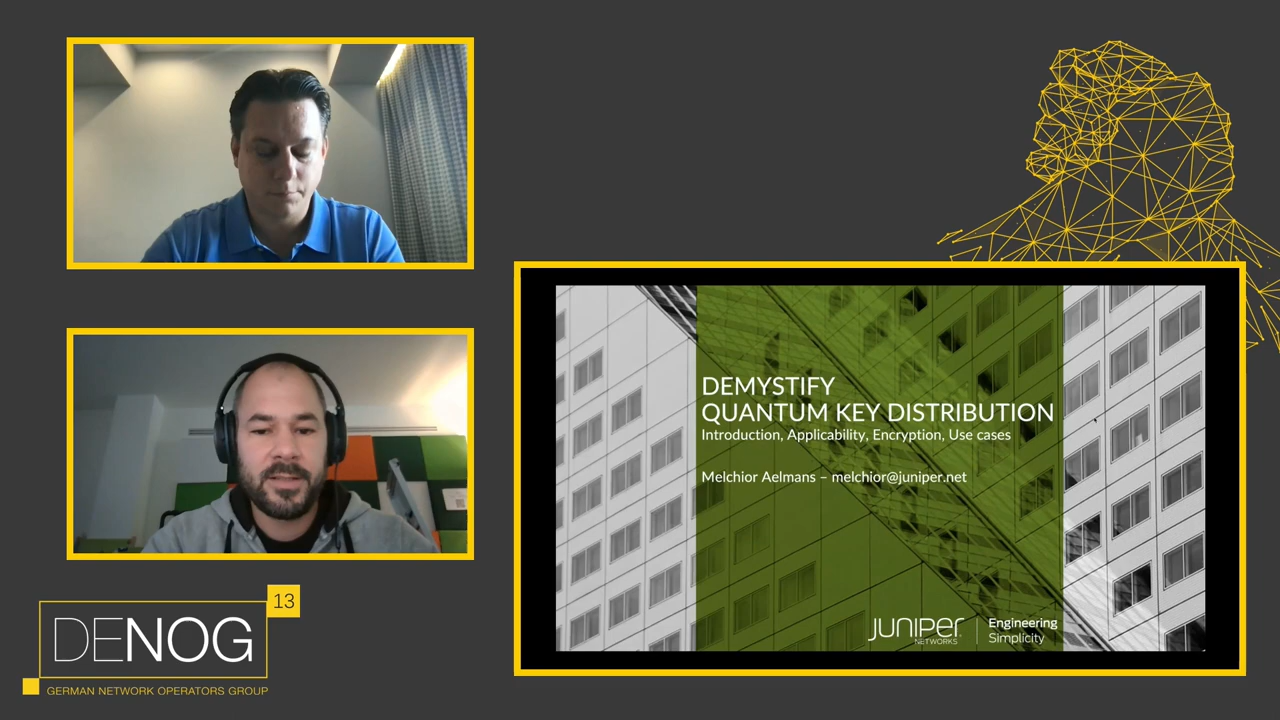 DEMYSTIFY
QUANTUM KEY DISTRIBUTION
Introduction, Applicability, Encryption, Use cases
Melchior Aelmans – melchior@juniper.net
JUNIPEr
NETWORKS
Engineering
Simplicity
13
DENOG
GERMAN NETWORK OPERATORS GROUP